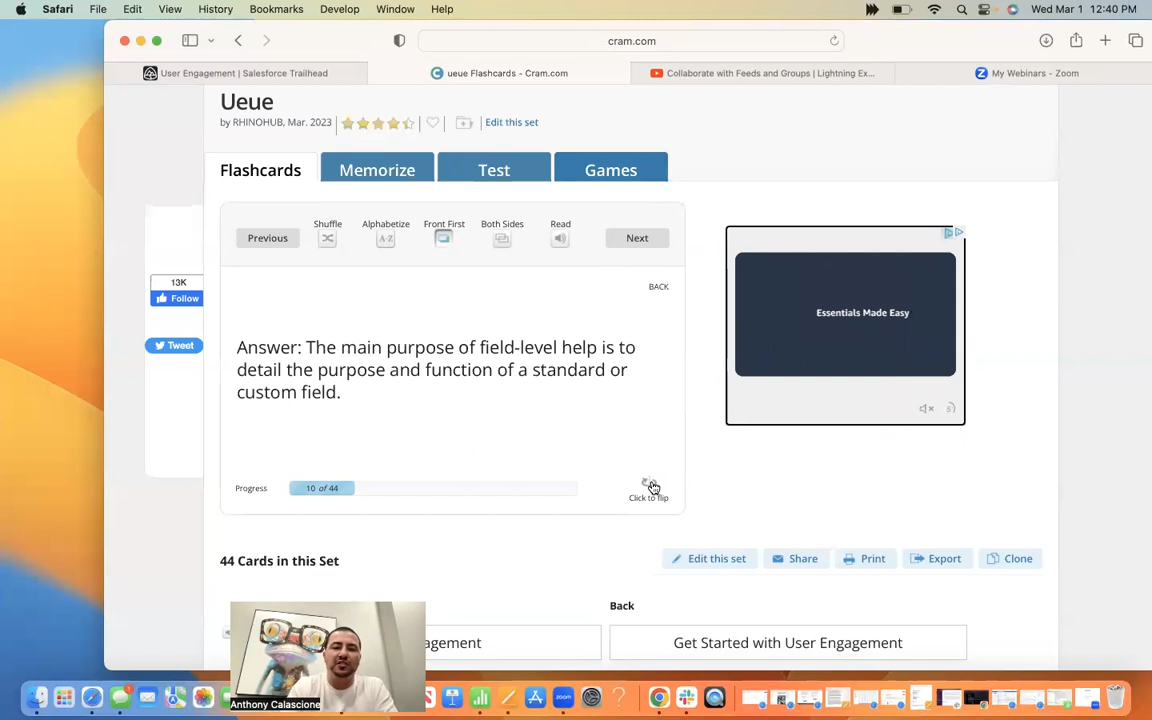 Safari File Edit View History Bookmarks Develop Window Help Wed Mar 1 12:40 PM
cram.com
User Engagement | Salesforce Trailhead
ueue Flashcards - Cram.com
Collaborate with Feeds and Groups | Lightning Ex...
My Webinars - Zoom
Ueue
by RHINOHUB, Mar. 2023
Edit this set
Flashcards Memorize Test Games
Shuffle Alphabetize Front First Both Sides Read
Previous A-Z Next
13K
Follow
Tweet
BACK
Answer: The main purpose of field-level help is to
detail the purpose and function of a standard or
custom field.
Progress 10 of 44
Click to flip
Essentials Made Easy
44 Cards in this Set
Edit this set Share Print Export Clone
Back
agement
Get Started with User Engagement
Anthony Calascione